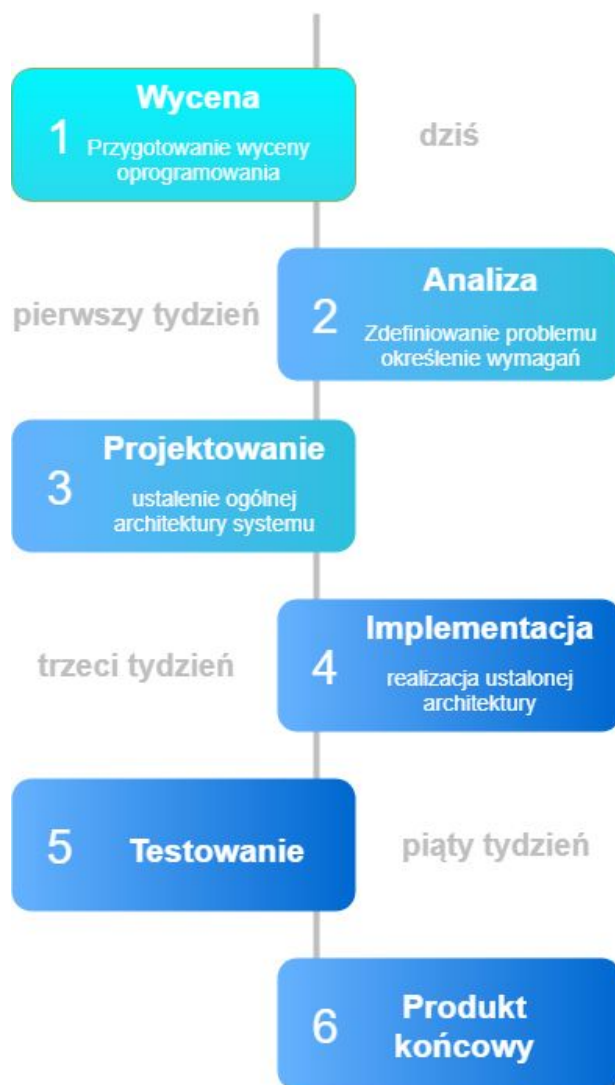 Wycena
1
Przygotowanie wyceny
oprogramowania
dziś
Analiza
pierwszy tydzień
2
Zdefiniowanie problemu
określenie wymagań
Projektowanie
3
ustalenie ogólnej
architektury systemu
Implementacja
trzeci tydzień
4
realizacja ustalonej
architektury
5
Testowanie
piąty tydzień
6
Produkt
końcowy